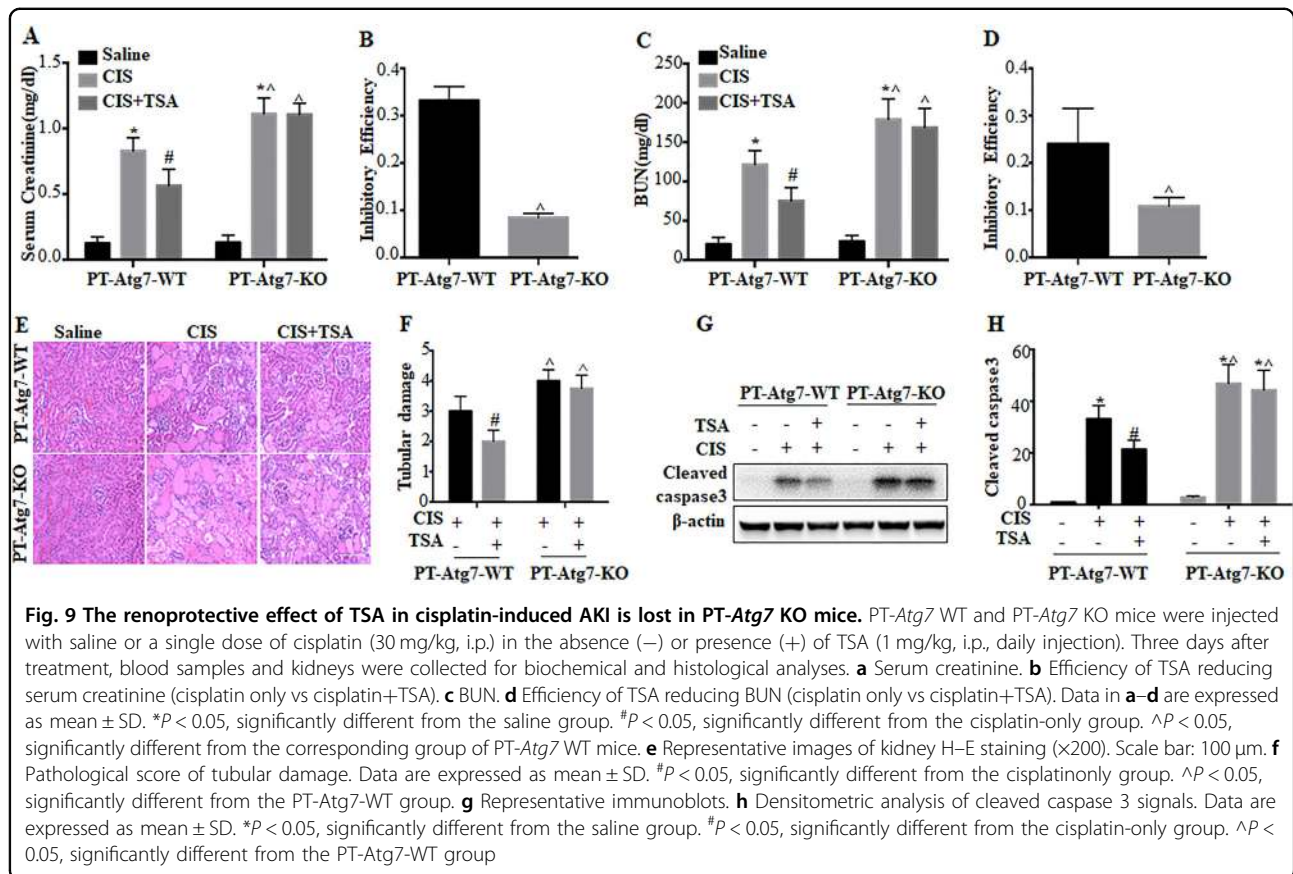 A
Saline
CIS
CIS+TSA
Serum Creatinine(mg/dl)
1.5
1.0
0.5
0.0
*
#
*^
^
PT-Atg7-WT PT-Atg7-KO
B
Inhibitory Efficiency
0.4
0.3
0.2
0.1
0.0
^
PT-Atg7-WT PT-Atg7-KO
C
Saline
CIS
CIS+TSA
BUN(mg/dl)
250
200
150
100
50
0
*
#
*^
^
PT-Atg7-WT PT-Atg7-KO
D
Inhibitory Efficiency
0.4
0.3
0.2
0.1
0.0
^
PT-Atg7-WT PT-Atg7-KO
E
Saline CIS CIS+TSA
PT-Atg7-WT
PT-Atg7-KO
F
Tubular damage
5
4
3
2
1
0
#
^
^
CIS + + + +
TSA - + - +
PT-Atg7-WT PT-Atg7-KO
G
PT-Atg7-WT PT-Atg7-KO
TSA - - + - - +
CIS - + + - + +
Cleaved
caspase3
β-actin
H
Cleaved caspase3
60
40
20
0
*
#
*^
*^
CIS - + + - + +
TSA + +
PT-Atg7-WT PT-Atg7-KO
Fig. 9 The renoprotective effect of TSA in cisplatin-induced AKI is lost in PT-Atg7 KO mice. PT-Atg7 WT and PT-Atg7 KO mice were injected
with saline or a single dose of cisplatin (30 mg/kg, i.p.) in the absence (−) or presence (+) of TSA (1 mg/kg, i.p., daily injection). Three days after
treatment, blood samples and kidneys were collected for biochemical and histological analyses. a Serum creatinine. b Efficiency of TSA reducing
serum creatinine (cisplatin only vs cisplatin+TSA). c BUN. d Efficiency of TSA reducing BUN (cisplatin only vs cisplatin+TSA). Data in a–d are expressed
as mean ± SD. *P < 0.05, significantly different from the saline group. #P < 0.05, significantly different from the cisplatin-only group. ^P < 0.05,
significantly different from the corresponding group of PT-Atg7 WT mice. e Representative images of kidney H–E staining (×200). Scale bar: 100 μm. f
Pathological score of tubular damage. Data are expressed as mean ± SD. #P < 0.05, significantly different from the cisplatinonly group. ^P < 0.05,
significantly different from the PT-Atg7-WT group. g Representative immunoblots. h Densitometric analysis of cleaved caspase 3 signals. Data are
expressed as mean ± SD. *P < 0.05, significantly different from the saline group. #P < 0.05, significantly different from the cisplatin-only group. ^P <
0.05, significantly different from the PT-Atg7-WT group